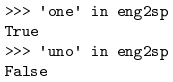 >>> 'one' in eng2sp
True
>>> 'uno' in eng2sp
False